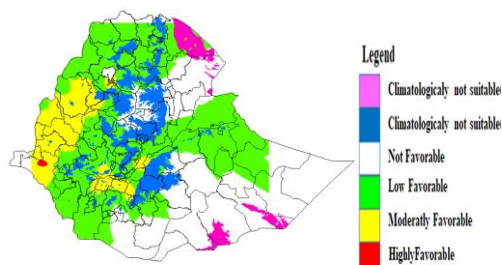 Legend
Climatologicaly not suitable
Climatologicaly not suitable
Not Favorable
Low Favorable
Moderatly Favorable
HighlyFavorable